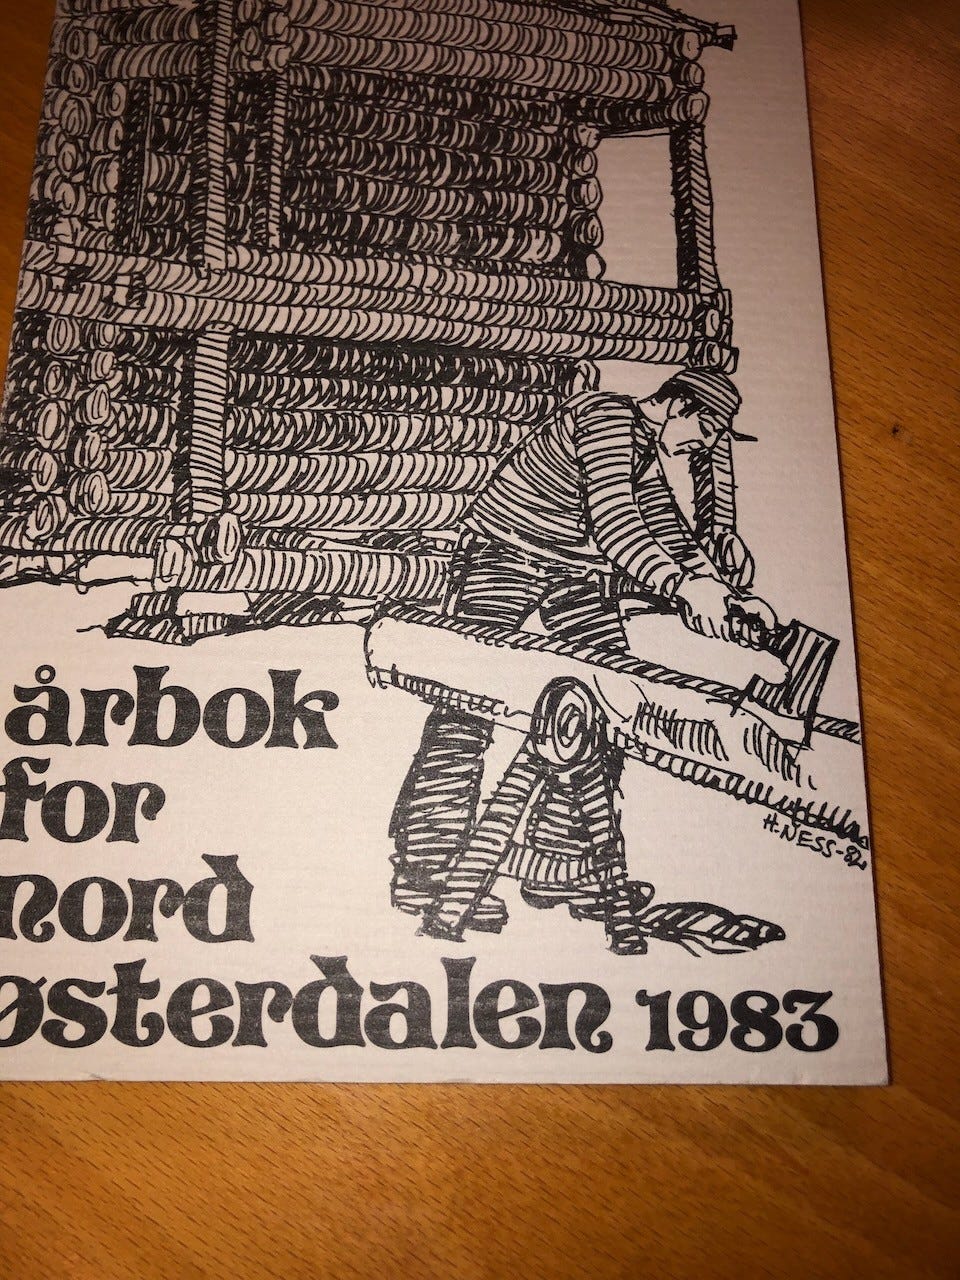 H. NESS-82
årbok
for
nord
østerdalen 1983